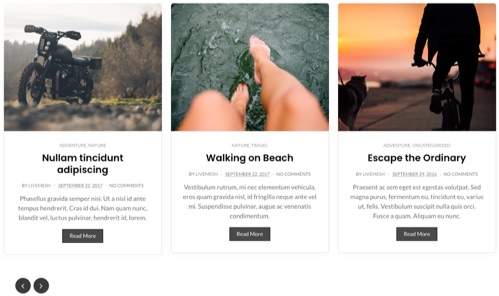 ADVENTURE, NATURE
Nullam tincidunt
adipiscing
BY LIVEMESH · SEPTEMBER 22, 2017 · NO COMMENTS
Phasellus gravida semper nisi. Ut a nisl id ante
tempus hendrerit. Cras id dui. Nam quam nunc,
blandit vel, luctus pulvinar, hendrerit id, lorem.
Read More
NATURE, TRAVEL
Walking on Beach
BY LIVEMESH · SEPTEMBER 22, 2017 · NO COMMENTS
Vestibulum rutrum, mi nec elementum vehicula,
eros quam gravida nisl, id fringilla neque ante vel
mi. Suspendisse pulvinar, augue ac venenatis
condimentum.
Read More
ADVENTURE, UNCATEGORIZED
Escape the Ordinary
BY LIVEMESH · SEPTEMBER 29, 2016 · NO COMMENTS
Praesent ac sem eget est egestas volutpat. Sed
magna purus, fermentum eu, tincidunt eu, varius
ut, felis. Vestibulum suscipit nulla quis orci.
Fusce a quam. Aliquam eu nunc.
Read More